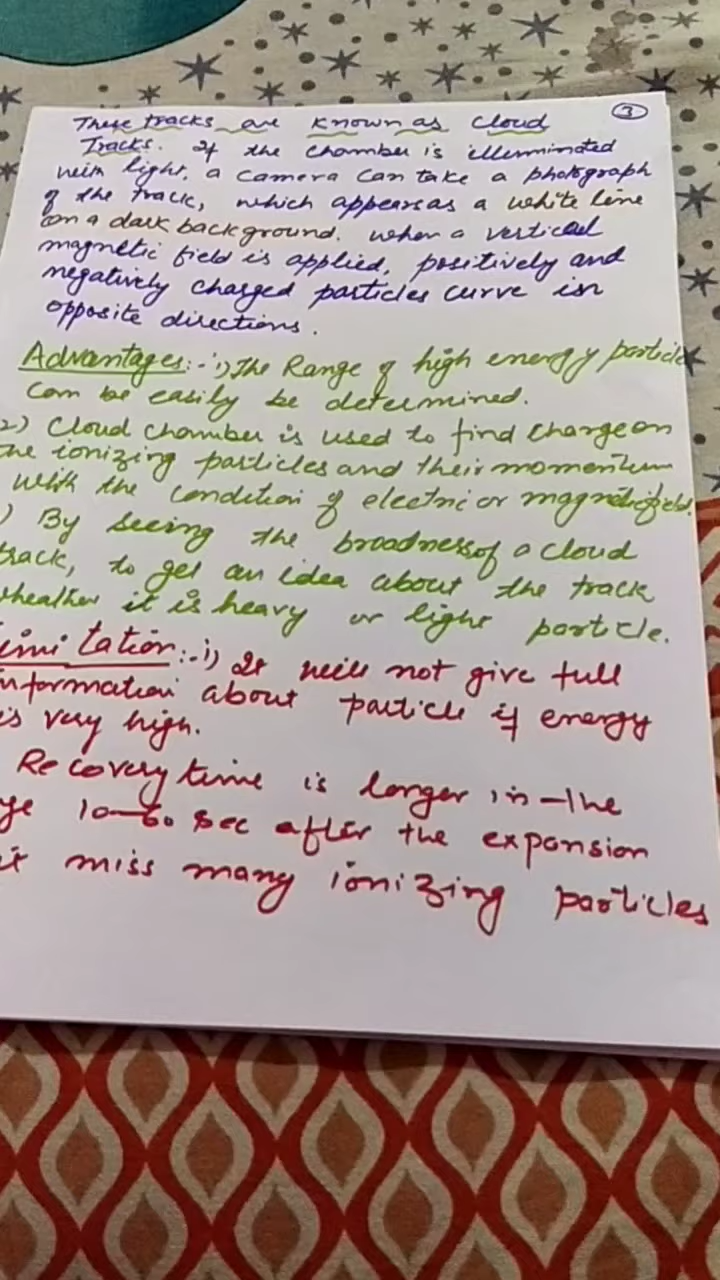 3
These tracks are known as cloud
Tracks. If the chamber is illeminated
with light, a camera can take a photograph
of the track, which appears as a white line
on a dark background. when a vertical
magnetic field is applied, positively and
negatively charged particles curve in
opposite directions.
Advantages:- 1) The Range of high energy particle
can be easily be determined.
2) Cloud chamber is used to find charge on
the ionizing particles and their momentum
with the condition of electric or magnetic field.
) By seeing the broadness of a cloud
track, to get an idea about the track
wheather it is heavy or light particle.
imitation:- 1) It will not give full
information about particle if energy
is very high.
Recovery time is longer in the
ge 10-60 sec after the expansion
it miss many ionizing particles